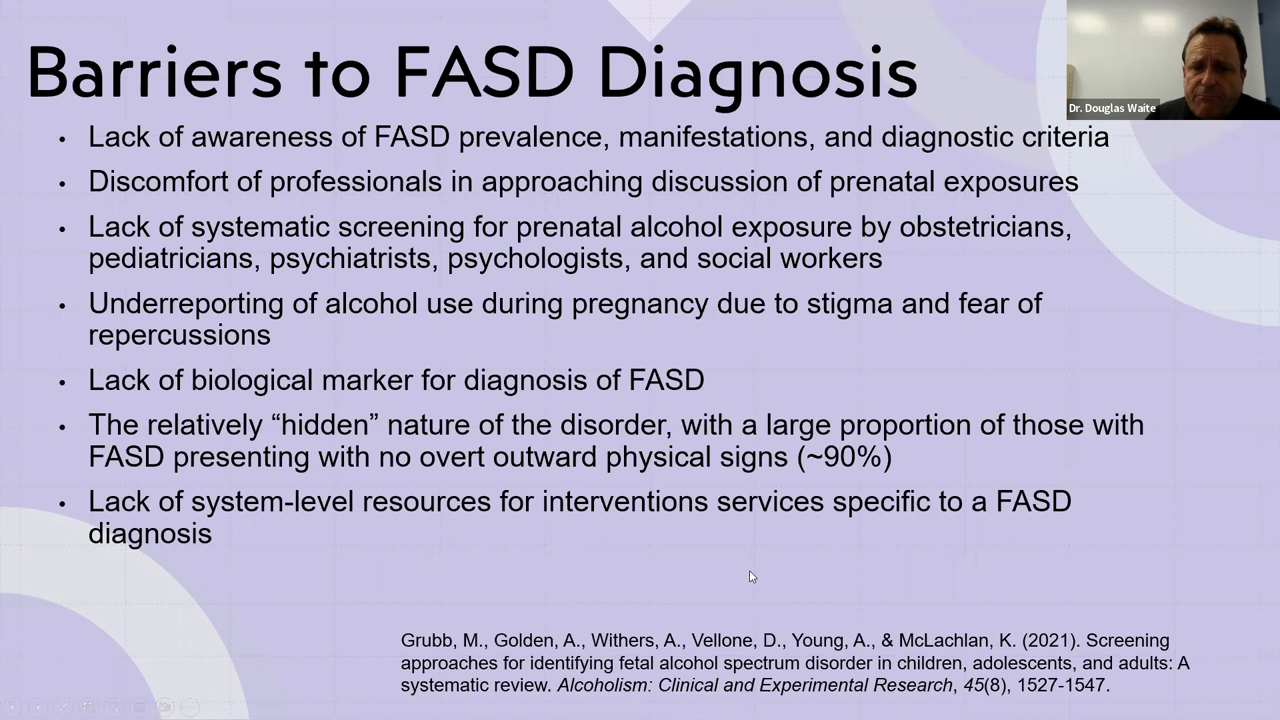 Barriers to FASD Diagnosis
Dr. Douglas Waite
• Lack of awareness of FASD prevalence, manifestations, and diagnostic criteria
• Discomfort of professionals in approaching discussion of prenatal exposures
• Lack of systematic screening for prenatal alcohol exposure by obstetricians,
pediatricians, psychiatrists, psychologists, and social workers
• Underreporting of alcohol use during pregnancy due to stigma and fear of
repercussions
• Lack of biological marker for diagnosis of FASD
• The relatively “hidden” nature of the disorder, with a large proportion of those with
FASD presenting with no overt outward physical signs (~90%)
• Lack of system-level resources for interventions services specific to a FASD
diagnosis
Grubb, M., Golden, A., Withers, A., Vellone, D., Young, A., & McLachlan, K. (2021). Screening
approaches for identifying fetal alcohol spectrum disorder in children, adolescents, and adults: A
systematic review. Alcoholism: Clinical and Experimental Research, 45(8), 1527-1547.